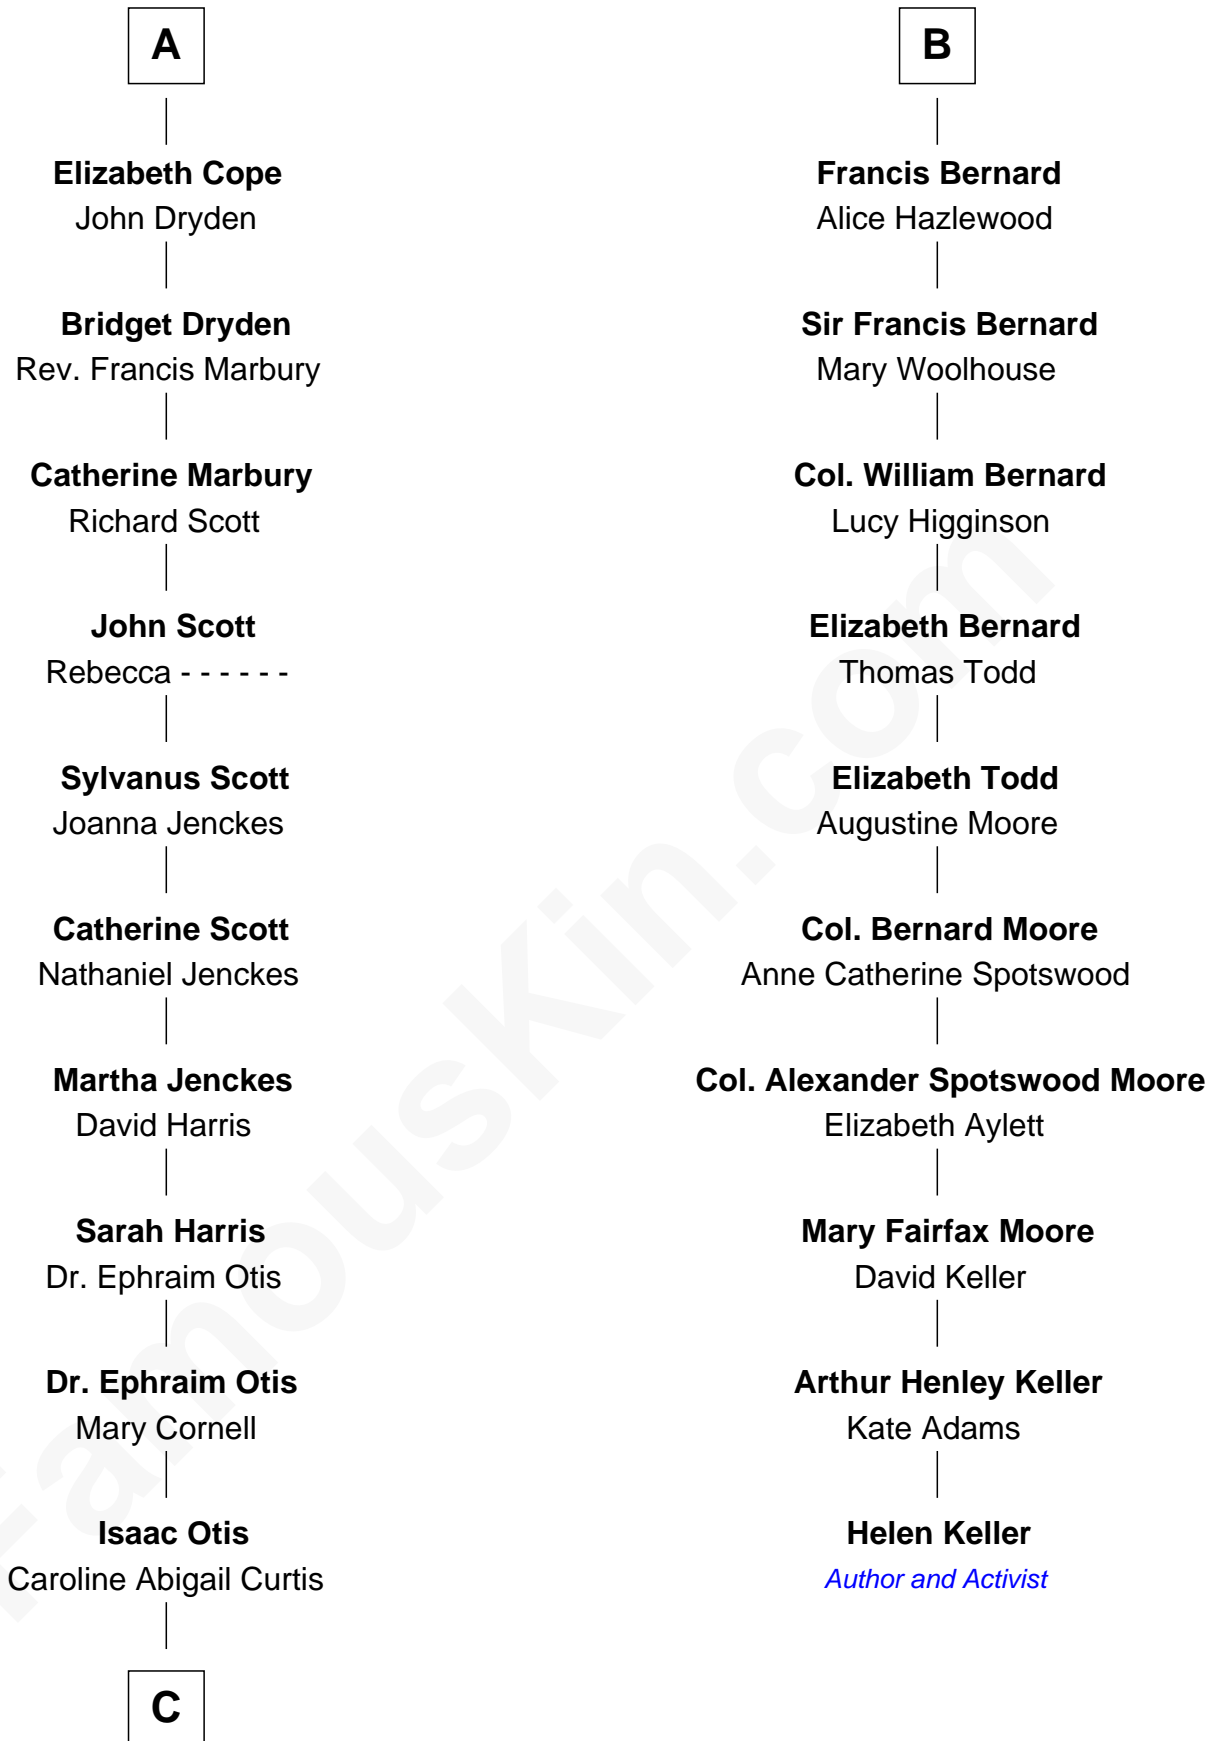 A
Elizabeth Cope
John Dryden
Bridget Dryden
Rev. Francis Marbury
Catherine Marbury
Richard Scott
John Scott
Rebecca - - - - - -
Sylvanus Scott
Joanna Jenckes
Catherine Scott
Nathaniel Jenckes
Martha Jenckes
David Harris
Sarah Harris
Dr. Ephraim Otis
Dr. Ephraim Otis
Mary Cornell
Isaac Otis
Caroline Abigail Curtis
C
B
Francis Bernard
Alice Hazlewood
Sir Francis Bernard
Mary Woolhouse
Col. William Bernard
Lucy Higginson
Elizabeth Bernard
Thomas Todd
Elizabeth Todd
Augustine Moore
Col. Bernard Moore
Anne Catherine Spotswood
Col. Alexander Spotswood Moore
Elizabeth Aylett
Mary Fairfax Moore
David Keller
Arthur Henley Keller
Kate Adams
Helen Keller
Author and Activist
FamousKin.com